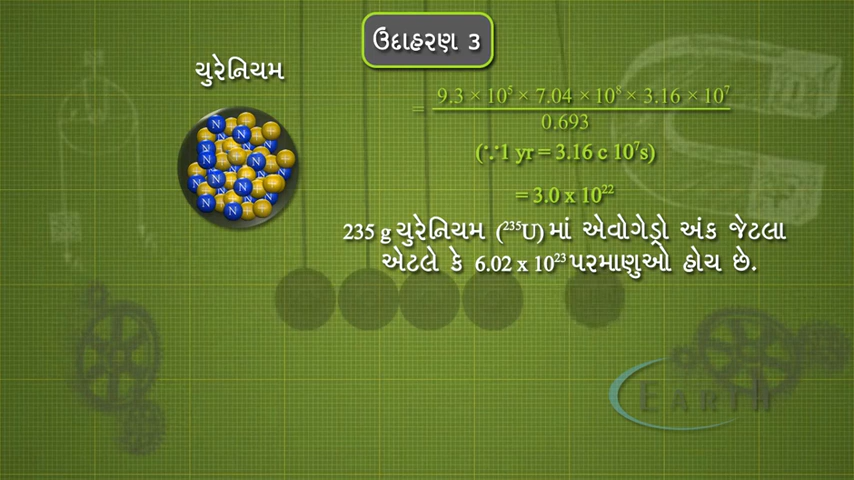 ઉદાહરણ 3
યુરેનિયમ
= 9.3 × 10⁵ × 7.04 × 10⁸ × 3.16 × 10⁷
0.693
(∵1 yr = 3.16 c 10⁷s)
= 3.0 x 10²²
235 g યુરેનિયમ (²³⁵U) માં એવોગેડ્રો અંક જેટલા
એટલે કે 6.02 x 10²³ પરમાણુઓ હોય છે.
EARTH